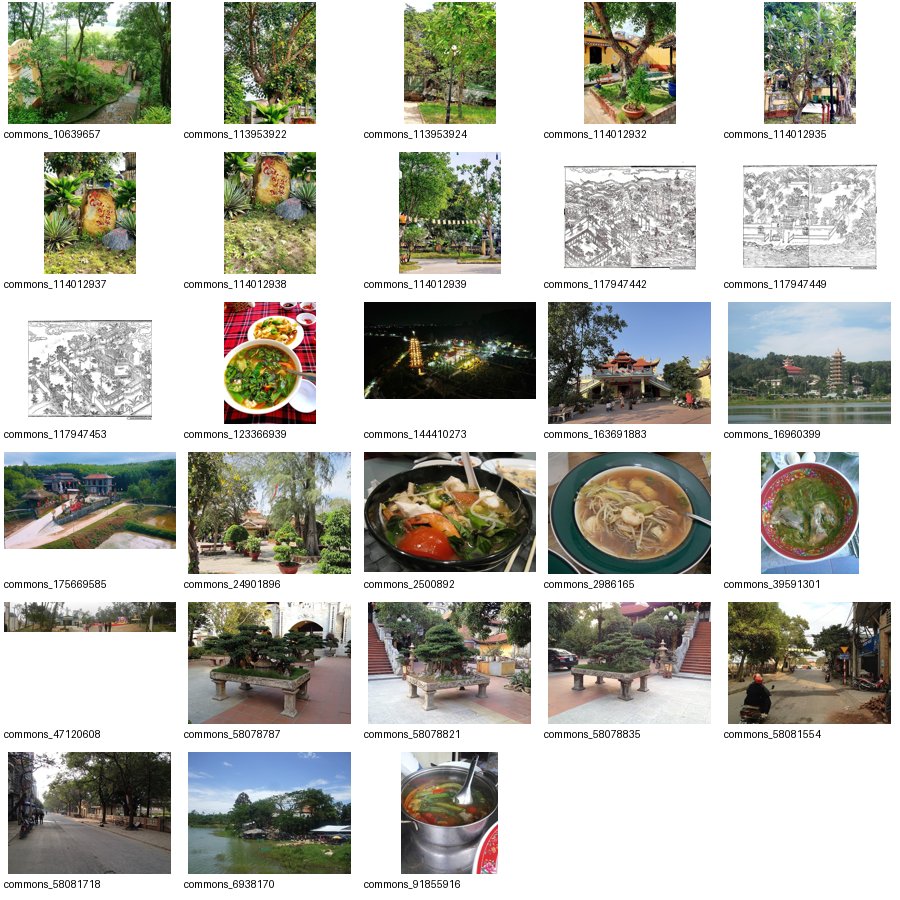 commons_10639657
commons_113953922
commons_113953924
commons_114012932
commons_114012935
commons_114012937
commons_114012938
commons_114012939
commons_117947442
commons_117947449
commons_117947453
commons_123366939
commons_144410273
commons_163691883
commons_16960399
commons_175669585
commons_24901896
commons_2500892
commons_2986165
commons_39591301
commons_47120608
commons_58078787
commons_58078821
commons_58078835
commons_58081554
commons_58081718
commons_6938170
commons_91855916